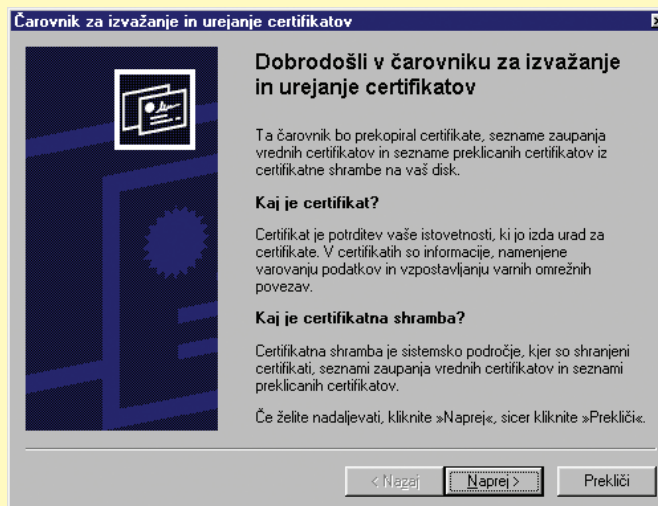 Čarovnik za izvažanje in urejanje certifikatov
Dobrodošli v čarovniku za izvažanje
in urejanje certifikatov
Ta čarovnik bo prekopiral certifikate, sezname zaupanja
vrednih certifikatov in sezname preklicanih certifikatov iz
certifikatne shrambe na vaš disk.
Kaj je certifikat?
Certifikat je potrditev vaše istovetnosti, ki jo izda urad za
certifikate. V certifikatih so informacije, namenjene
varovanju podatkov in vzpostavljanju varnih omrežnih
povezav.
Kaj je certifikatna shramba?
Certifikatna shramba je sistemsko področje, kjer so shranjeni
certifikati, seznami zaupanja vrednih certifikatov in seznami
preklicanih certifikatov.
Če želite nadaljevati, kliknite »Naprej«, sicer kliknite »Prekliči«.
< Nazaj Naprej > Prekliči